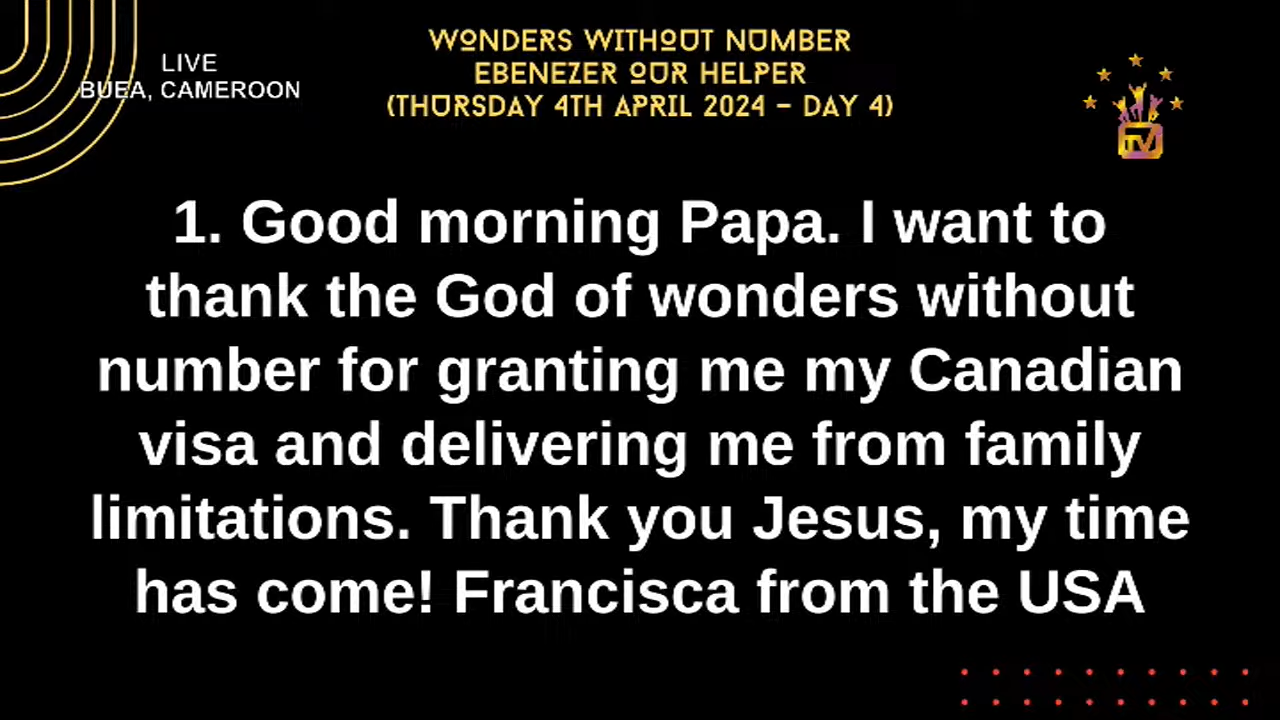 LIVE
BUEA, CAMEROON
WONDERS WITHOUT NUMBER
EBENEZER OUR HELPER
(THURSDAY 4TH APRIL 2024 - DAY 4)
TV
1. Good morning Papa. I want to
thank the God of wonders without
number for granting me my Canadian
visa and delivering me from family
limitations. Thank you Jesus, my time
has come! Francisca from the USA